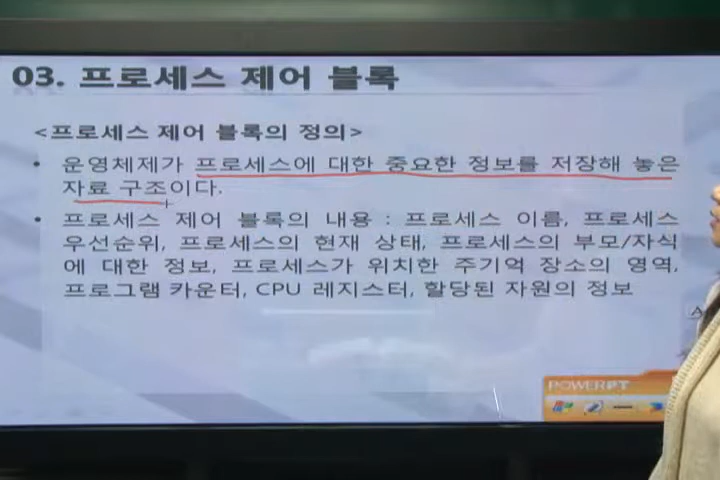 03. 프로세스 제어 블록
<프로세스 제어 블록의 정의>
• 운영체제가 프로세스에 대한 중요한 정보를 저장해 놓은
자료 구조이다.
• 프로세스 제어 블록의 내용 : 프로세스 이름, 프로세스
우선순위, 프로세스의 현재 상태, 프로세스의 부모/자식
에 대한 정보, 프로세스가 위치한 주기억 장소의 영역,
프로그램 카운터, CPU 레지스터, 할당된 자원의 정보
A
POWERPT